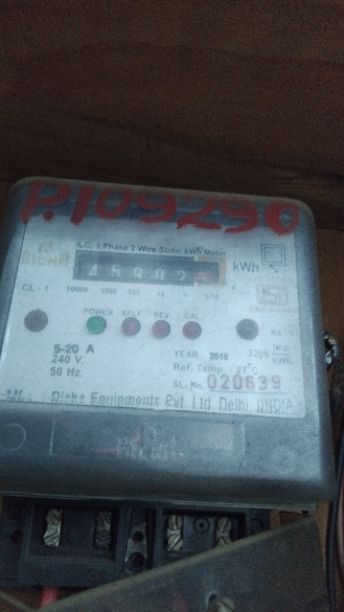 P.109290
A.C. 1 Phase 2 Wire Static kWh Meter
45902
kWh
CL-1 10000 1000 100 10 1 1/10
POWER E/LT REV CAL
5-20 A
240 V.
50 Hz.
YEAR 2010 3200
Ref. Temp. 27°C
SL. No. 020639
Equipments Pvt. Ltd. Delhi, (INDIA)